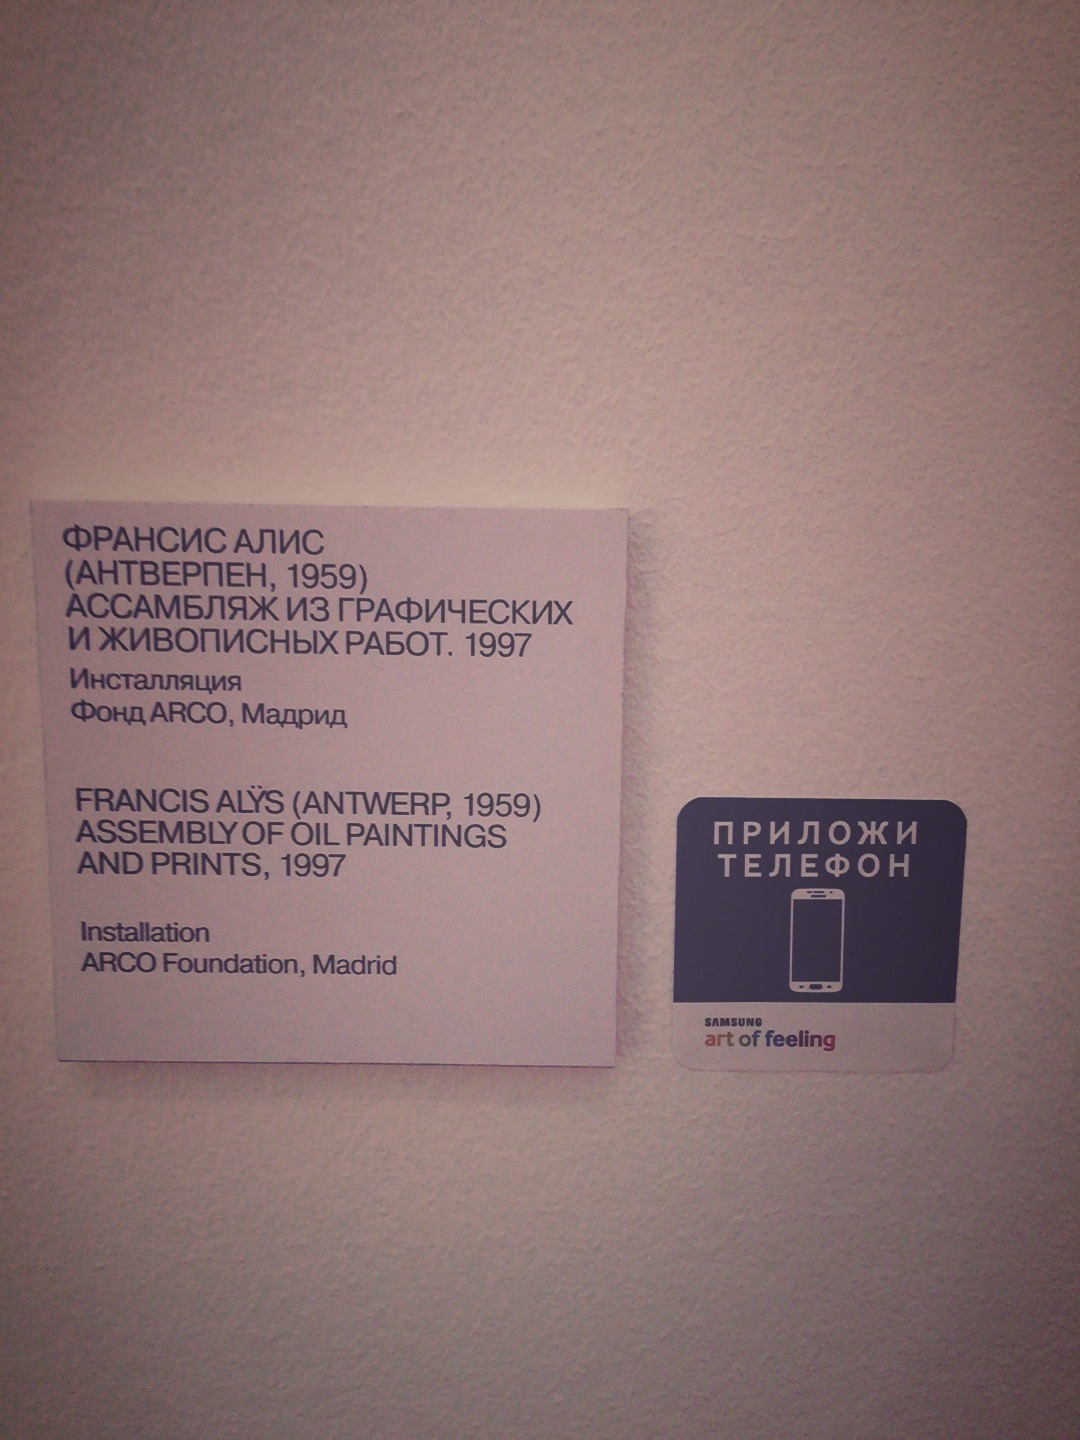 ФРАНСИС АЛИС
(АНТВЕРПЕН, 1959)
АССАМБЛЯЖ ИЗ ГРАФИЧЕСКИХ
И ЖИВОПИСНЫХ РАБОТ. 1997
Инсталляция
Фонд ARCO, Мадрид
FRANCIS ALŸS (ANTWERP, 1959)
ASSEMBLY OF OIL PAINTINGS
AND PRINTS, 1997
Installation
ARCO Foundation, Madrid
ПРИЛОЖИ
ТЕЛЕФОН
SAMSUNG
art of feeling